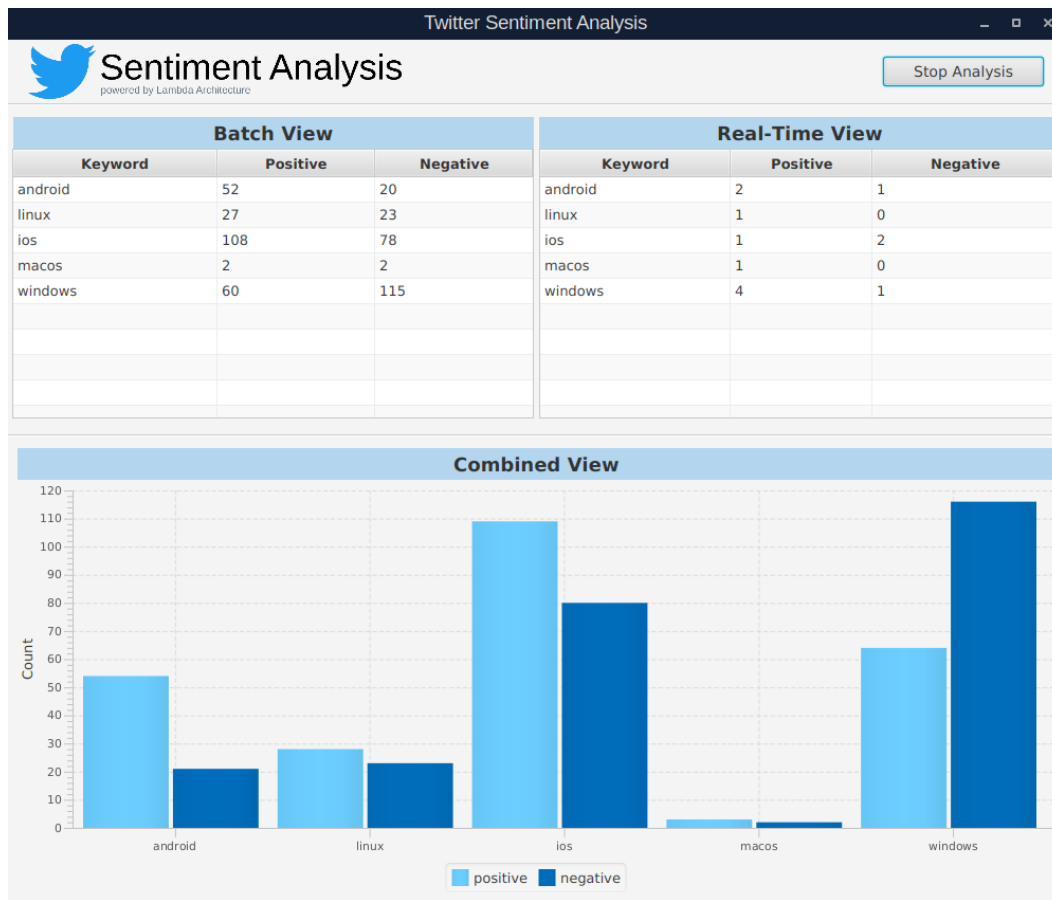 Twitter Sentiment Analysis
Sentiment Analysis
powered by Lambda Architecture
Stop Analysis
Batch View
Keyword Positive Negative
android 52 20
linux 27 23
ios 108 78
macos 2 2
windows 60 115
Real-Time View
Keyword Positive Negative
android 2 1
linux 1 0
ios 1 2
macos 1 0
windows 4 1
Combined View
120
110
100
90
80
70
60
50
40
30
20
10
0
Count
android linux ios macos windows
positive negative